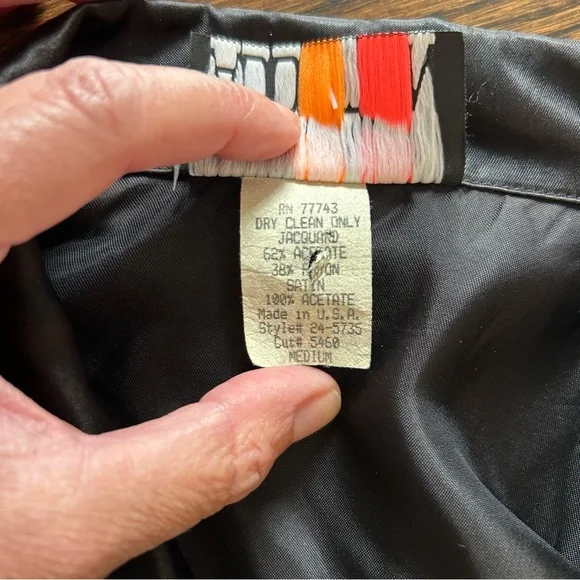 RN 77743
DRY CLEAN ONLY
JACQUARD
62% ACETATE
38% RAYON
SATIN
100% ACETATE
Made in U.S.A.
Style# 24-5735
Cut# 5460
MEDIUM